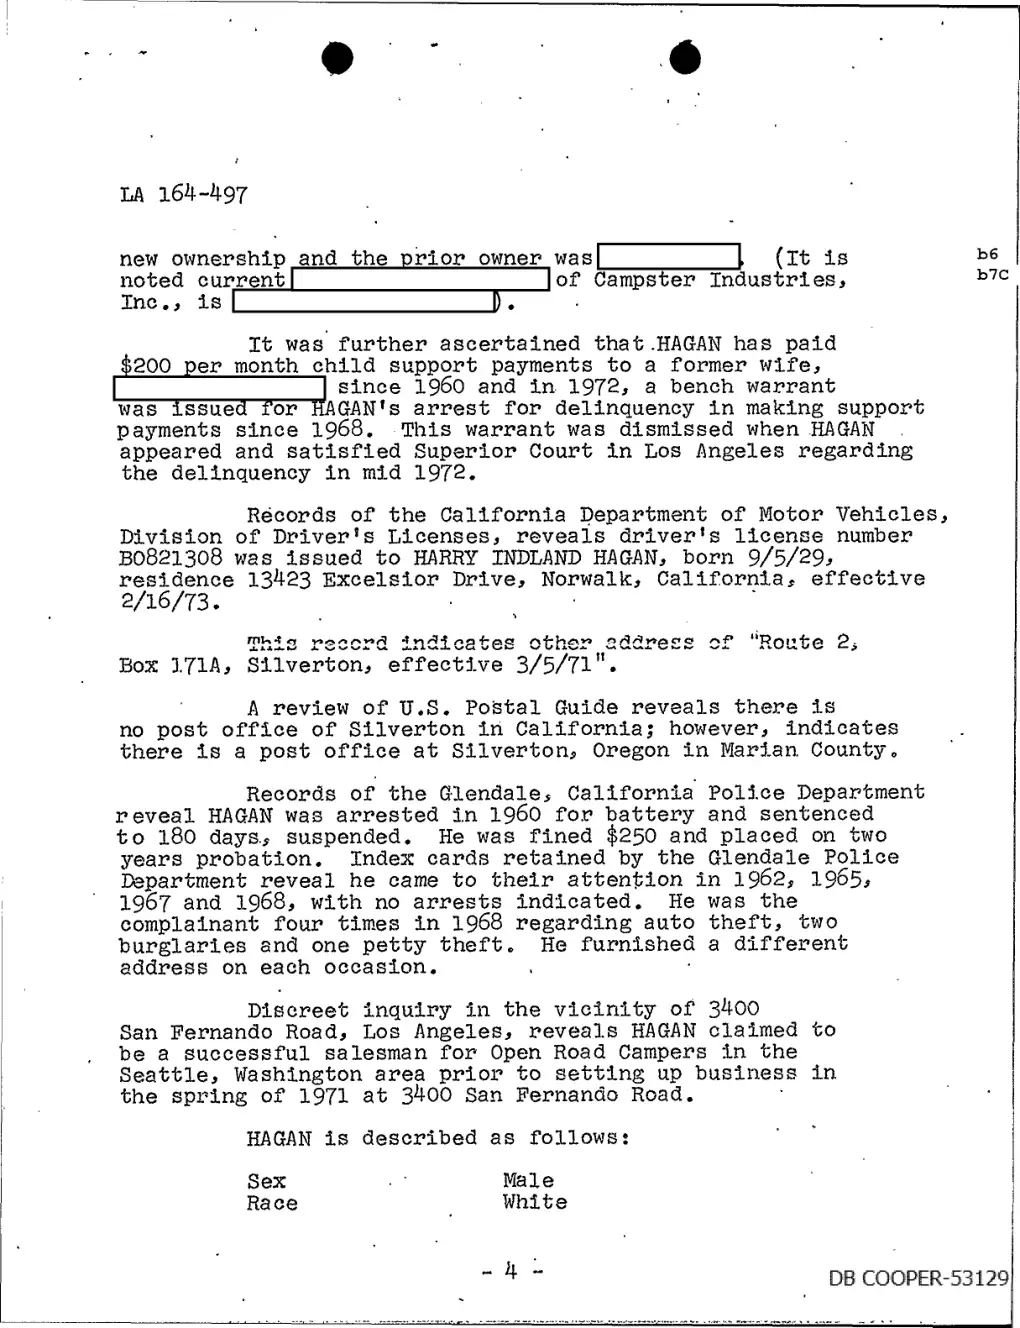 LA 164-497
new ownership and the prior owner was . (It is b6
noted current of Campster Industries, b7C
Inc., is ).
It was further ascertained that HAGAN has paid
$200 per month child support payments to a former wife,
since 1960 and in 1972, a bench warrant
was issued for HAGAN's arrest for delinquency in making support
payments since 1968. This warrant was dismissed when HAGAN
appeared and satisfied Superior Court in Los Angeles regarding
the delinquency in mid 1972.
Records of the California Department of Motor Vehicles,
Division of Driver's Licenses, reveals driver's license number
B0821308 was issued to HARRY INDLAND HAGAN, born 9/5/29,
residence 13423 Excelsior Drive, Norwalk, California, effective
2/16/73.
This record indicates other address of "Route 2,
Box 171A, Silverton, effective 3/5/71".
A review of U.S. Postal Guide reveals there is
no post office of Silverton in California; however, indicates
there is a post office at Silverton, Oregon in Marian County.
Records of the Glendale, California Police Department
reveal HAGAN was arrested in 1960 for battery and sentenced
to 180 days, suspended. He was fined $250 and placed on two
years probation. Index cards retained by the Glendale Police
Department reveal he came to their attention in 1962, 1965,
1967 and 1968, with no arrests indicated. He was the
complainant four times in 1968 regarding auto theft, two
burglaries and one petty theft. He furnished a different
address on each occasion.
Discreet inquiry in the vicinity of 3400
San Fernando Road, Los Angeles, reveals HAGAN claimed to
be a successful salesman for Open Road Campers in the
Seattle, Washington area prior to setting up business in
the spring of 1971 at 3400 San Fernando Road.
HAGAN is described as follows:
Sex Male
Race White
- 4 -
DB COOPER-53129